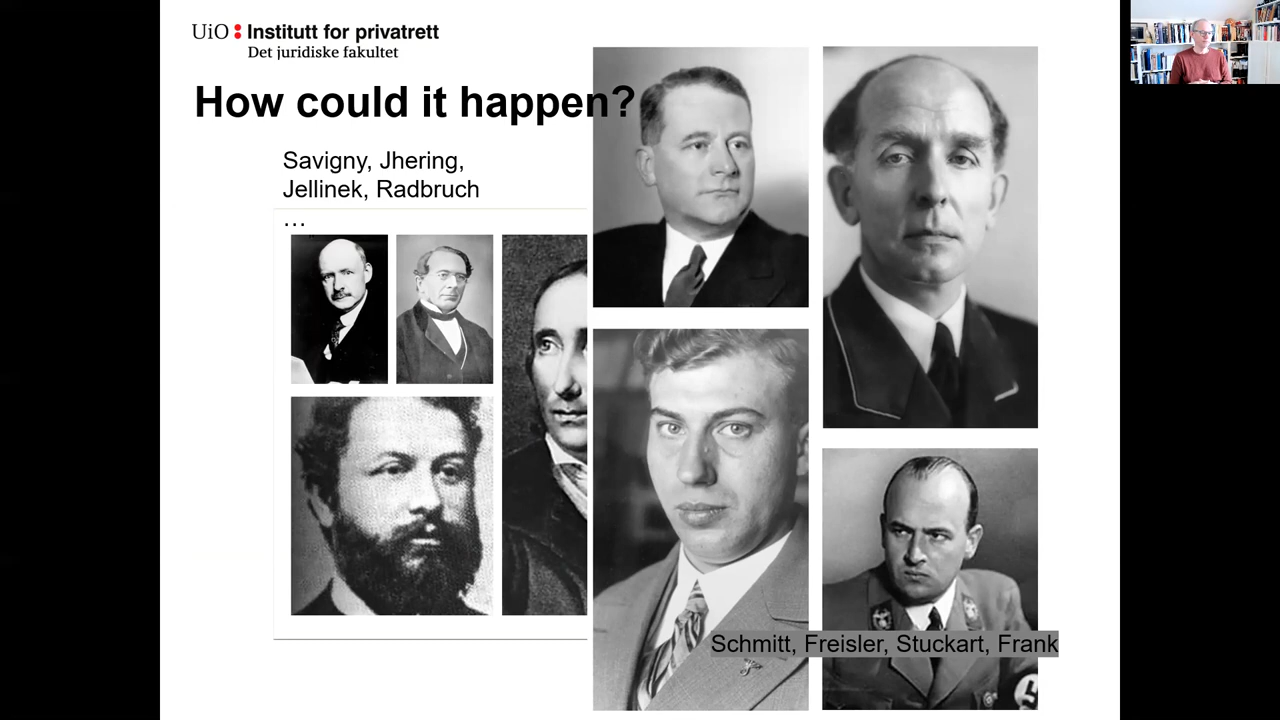 UiO Institutt for privatrett
Det juridiske fakultet
How could it happen?
Savigny, Jhering,
Jellinek, Radbruch
…
Schmitt, Freisler, Stuckart, Frank